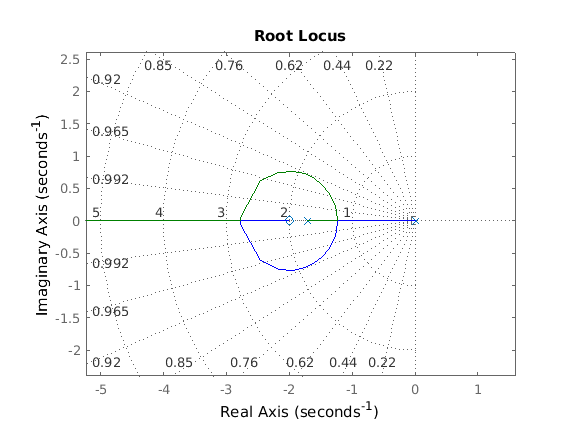 Root Locus
0.85 0.76 0.62 0.44 0.22
2.5
0.92
2
1.5
0.965
1
0.992
0.5
5 4 3 2 1
0
-0.5
0.992
-1
0.965
-1.5
-2
0.92 0.85 0.76 0.62 0.44 0.22
-5 -4 -3 -2 -1 0 1
Real Axis (seconds-1)
Imaginary Axis (seconds-1)